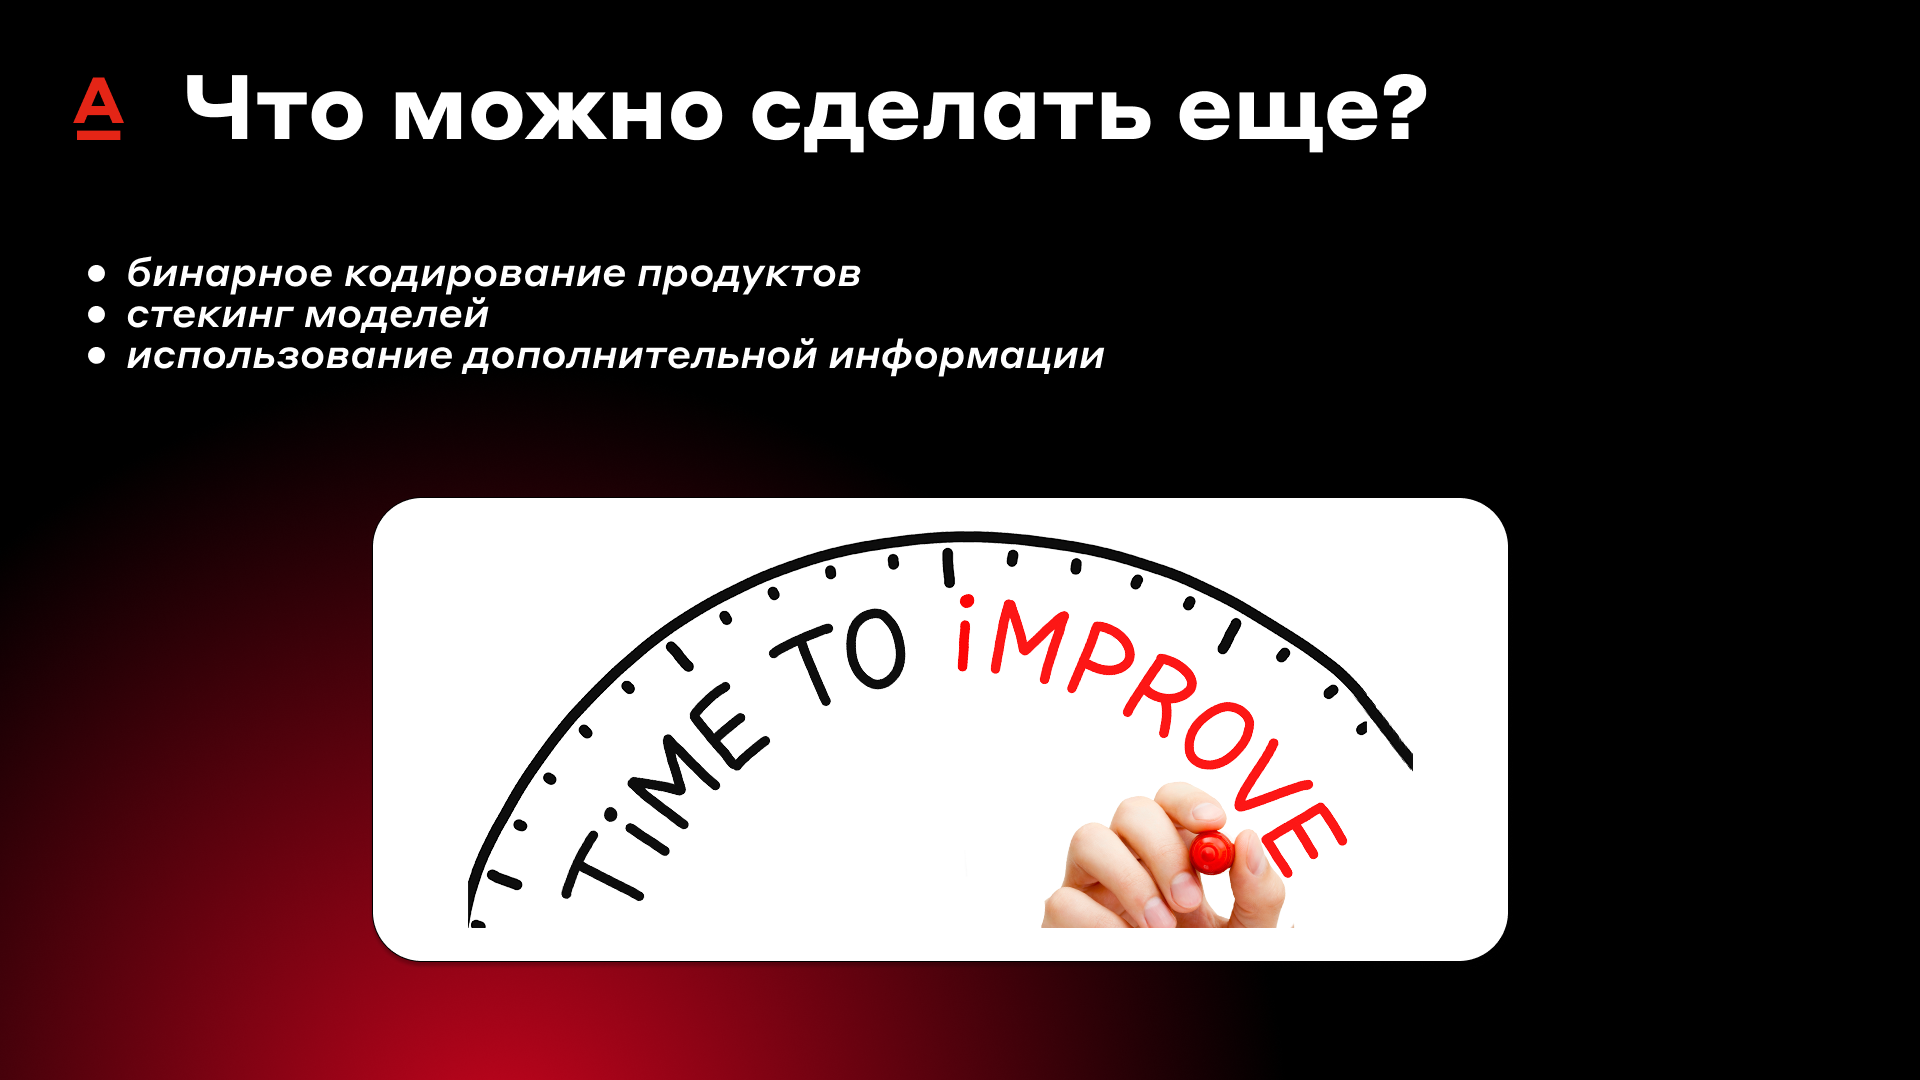 А
Что можно сделать еще?
• бинарное кодирование продуктов
• стекинг моделей
• использование дополнительной информации
TiME TO iMPROVE